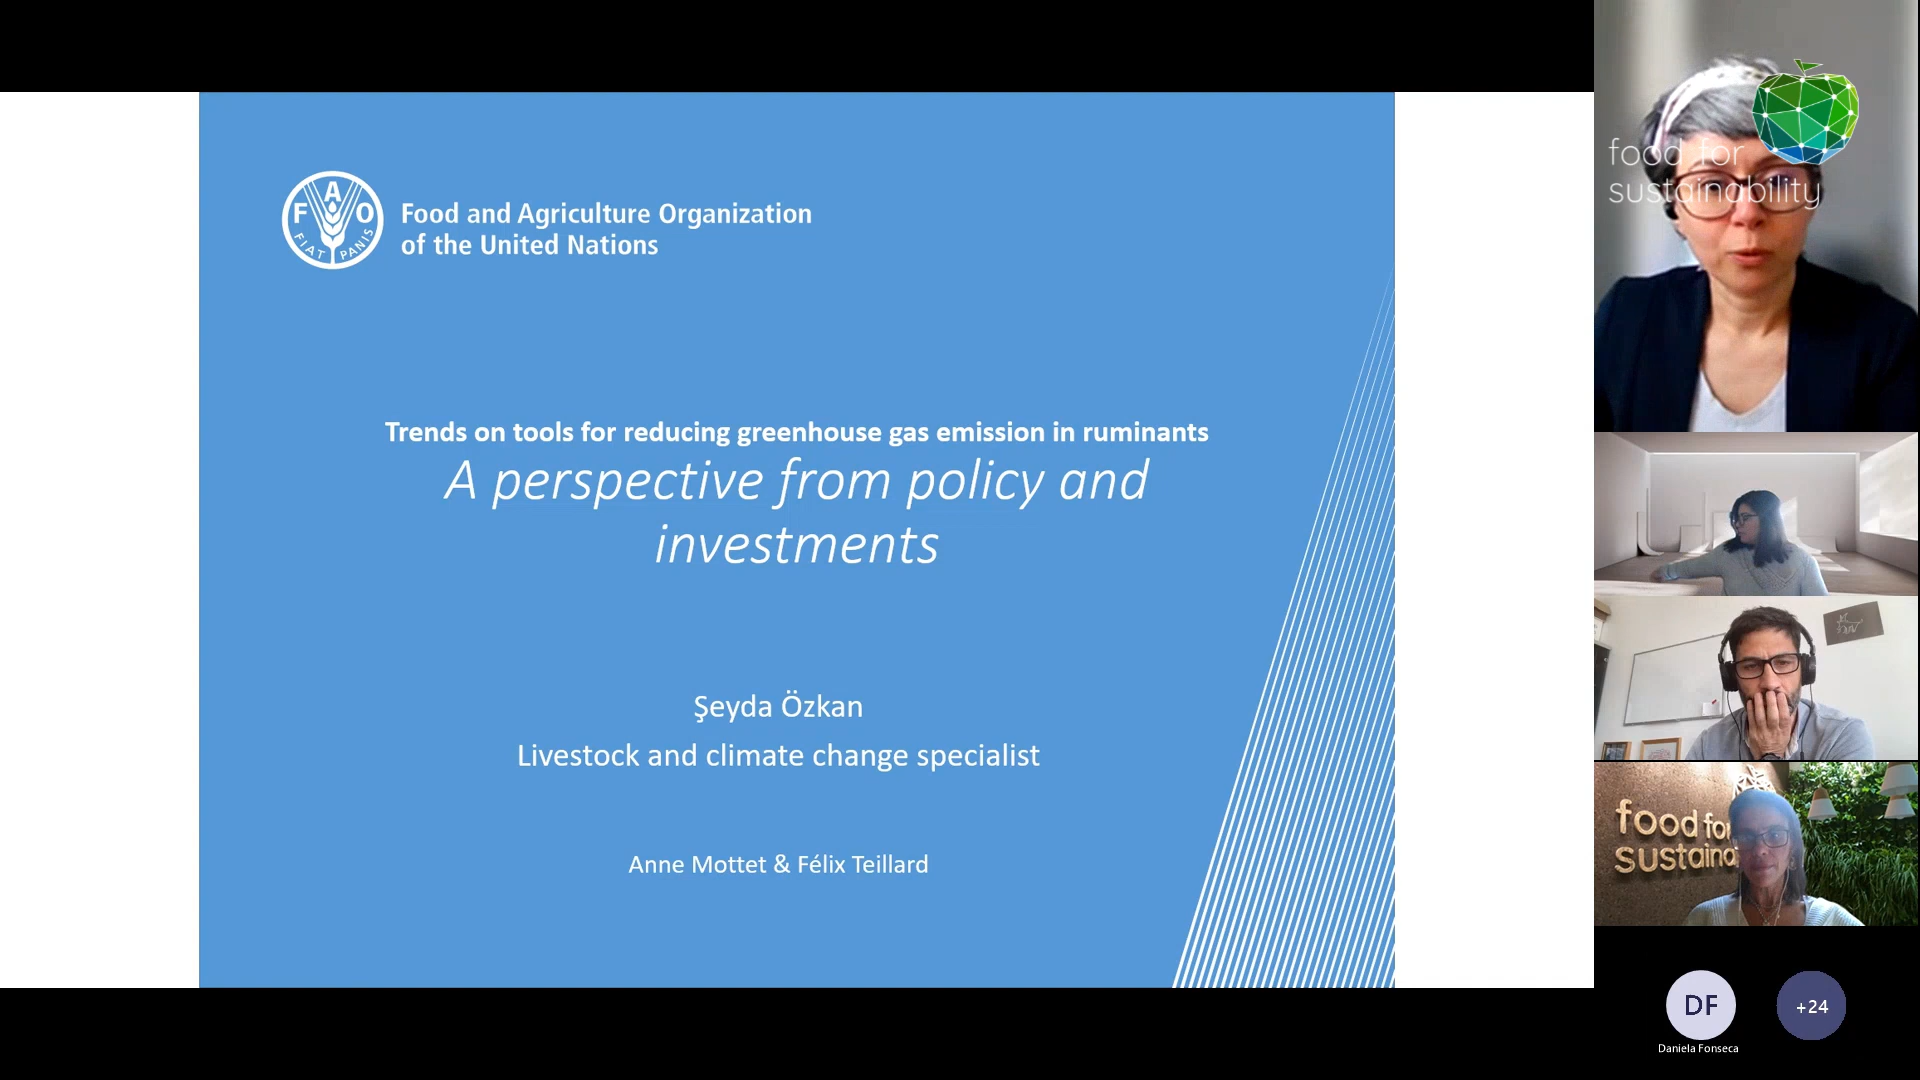 F A O
FIAT PANIS
Food and Agriculture Organization
of the United Nations
Trends on tools for reducing greenhouse gas emission in ruminants
A perspective from policy and
investments
Şeyda Özkan
Livestock and climate change specialist
Anne Mottet & Félix Teillard
food for
sustainability
food for
sustaina
DF
+24
Daniela Fonseca